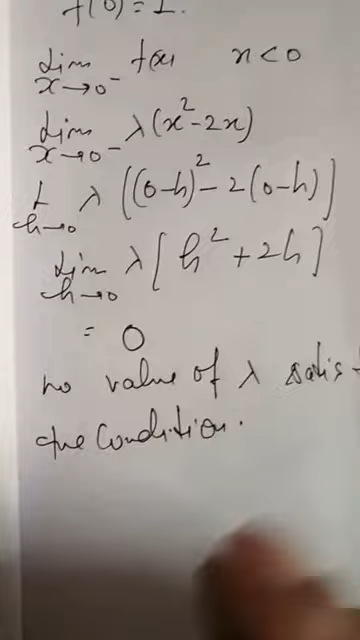 f(0) = 1.
lim x→0⁻ f(x) x<0
lim x→0⁻ λ(x²-2x)
L h→0 λ ((0-h)² - 2(0-h)]
lim h→0 λ[h²+2h]
= 0
no value of λ satis-
the condition.